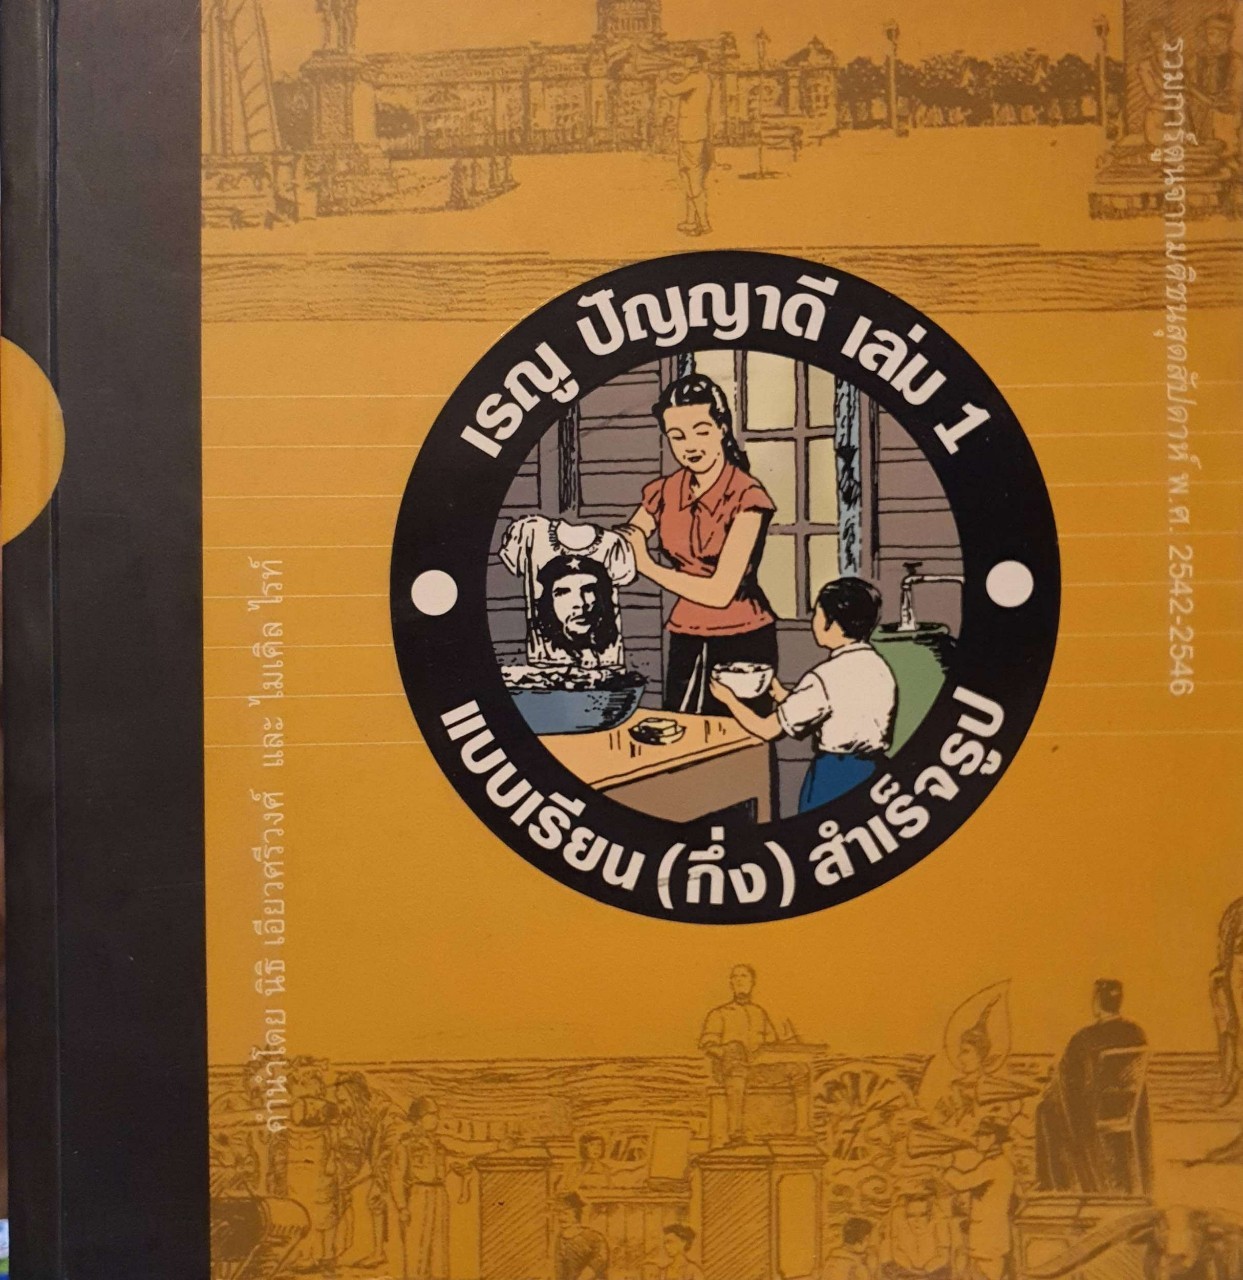 เรณู ปัญญาดี เล่ม 1
แบบเรียน (กึ่ง) สำเร็จรูป
รวมการ์ตูนจากมติชนสุดสัปดาห์ พ.ศ. 2542-2546
คำนำโดย นิธิ เอียวศรีวงศ์ และ ไมเคิล ไรท์